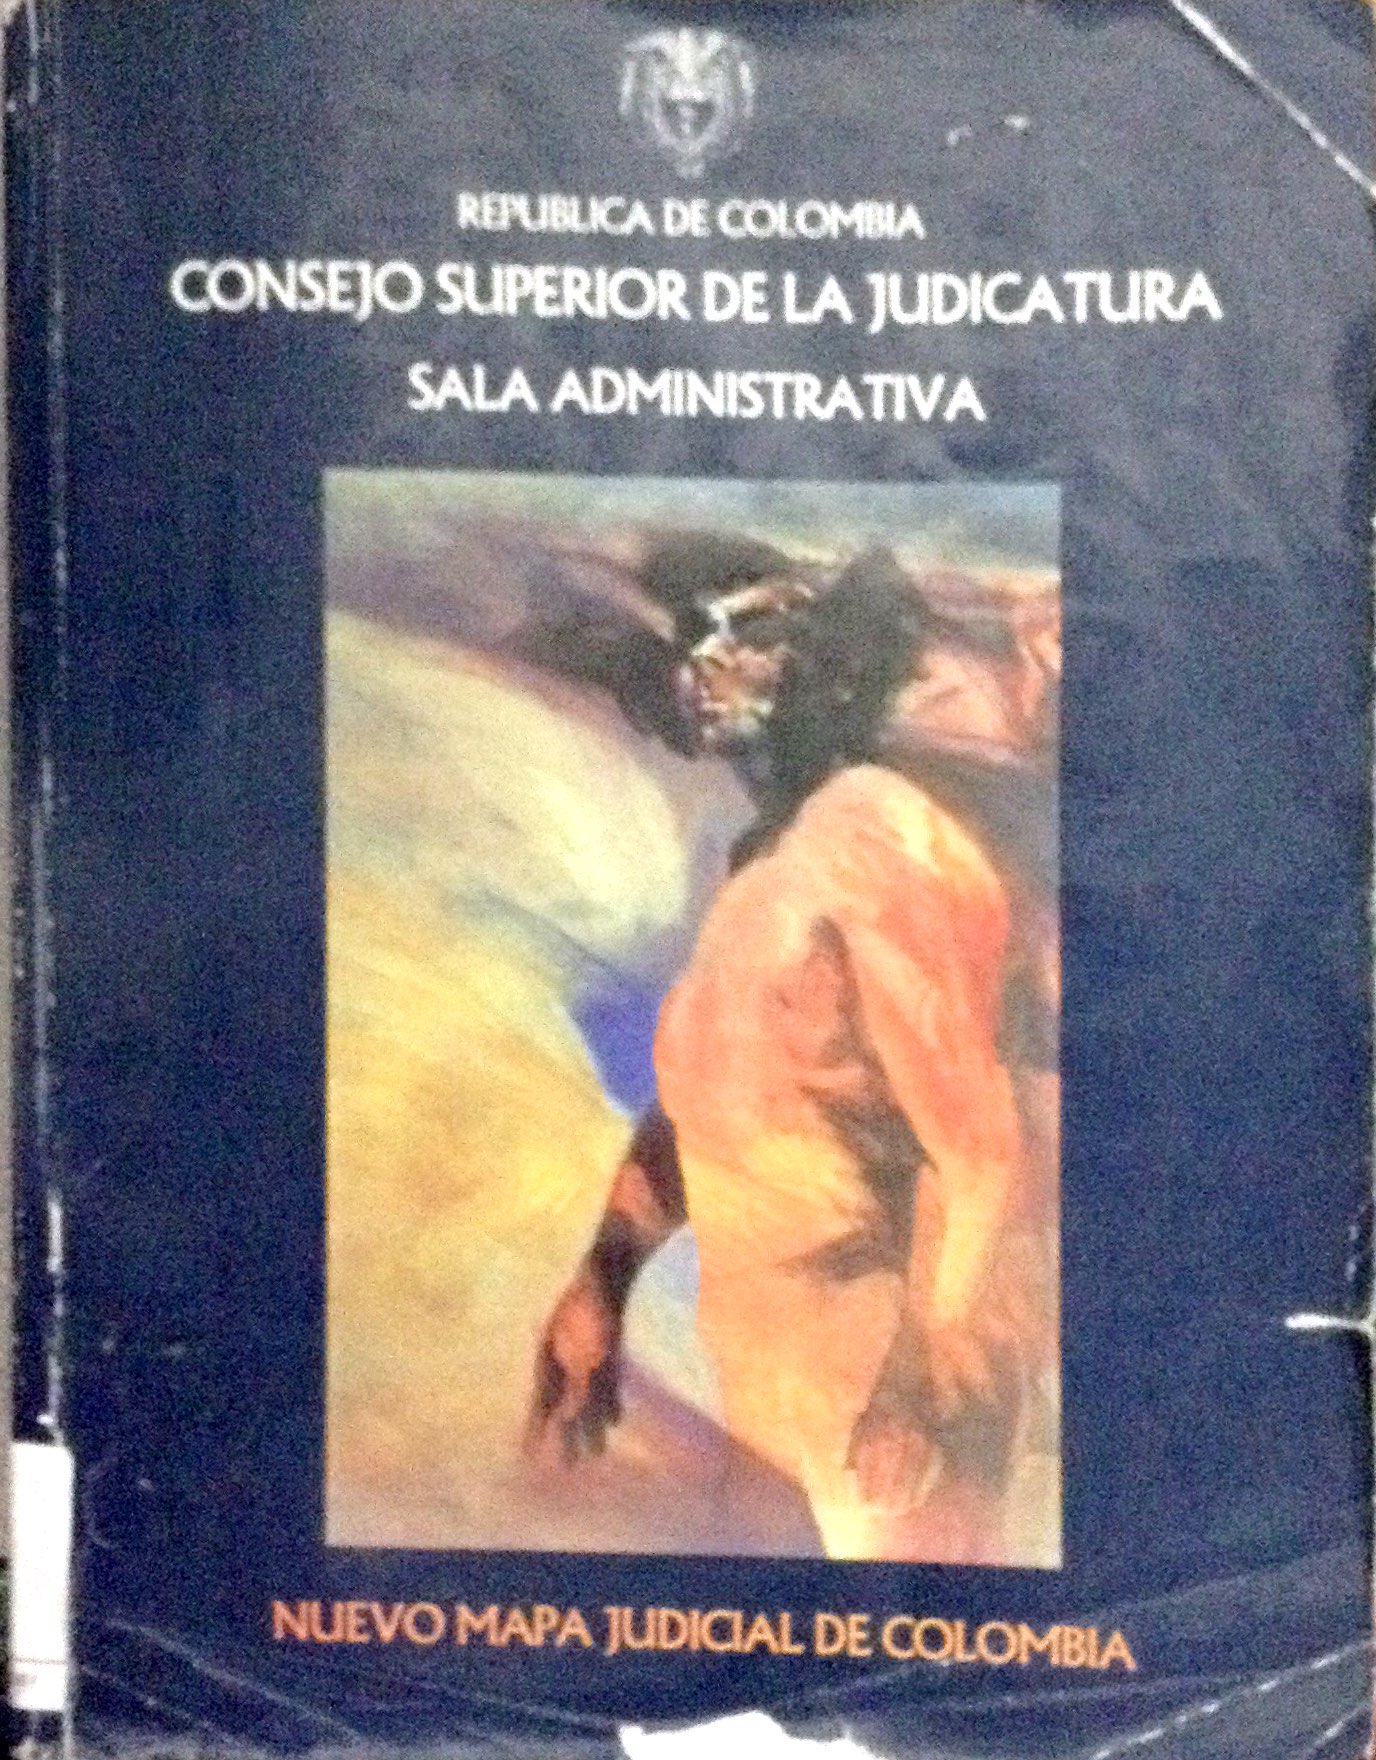 REPUBLICA DE COLOMBIA
CONSEJO SUPERIOR DE LA JUDICATURA
SALA ADMINISTRATIVA
NUEVO MAPA JUDICIAL DE COLOMBIA